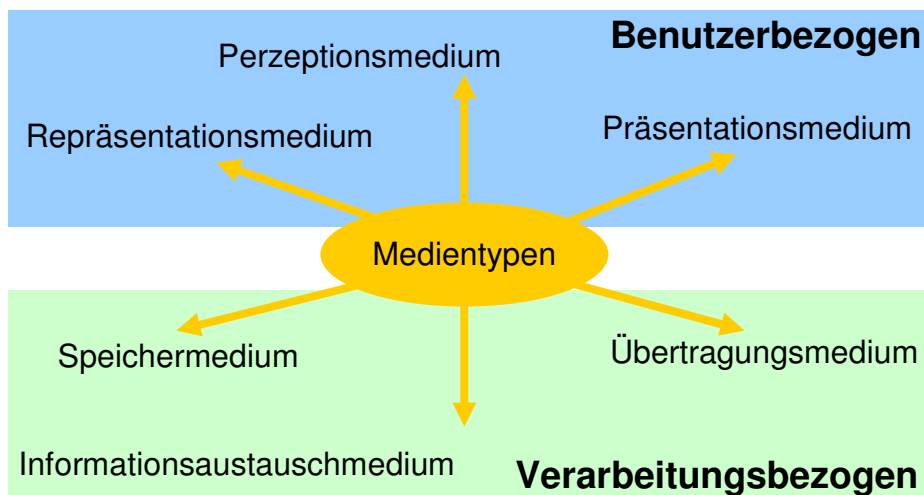 Benutzerbezogen
Perzeptionsmedium
Repräsentationsmedium
Präsentationsmedium
Medientypen
Speichermedium
Übertragungsmedium
Informationsaustauschmedium
Verarbeitungsbezogen